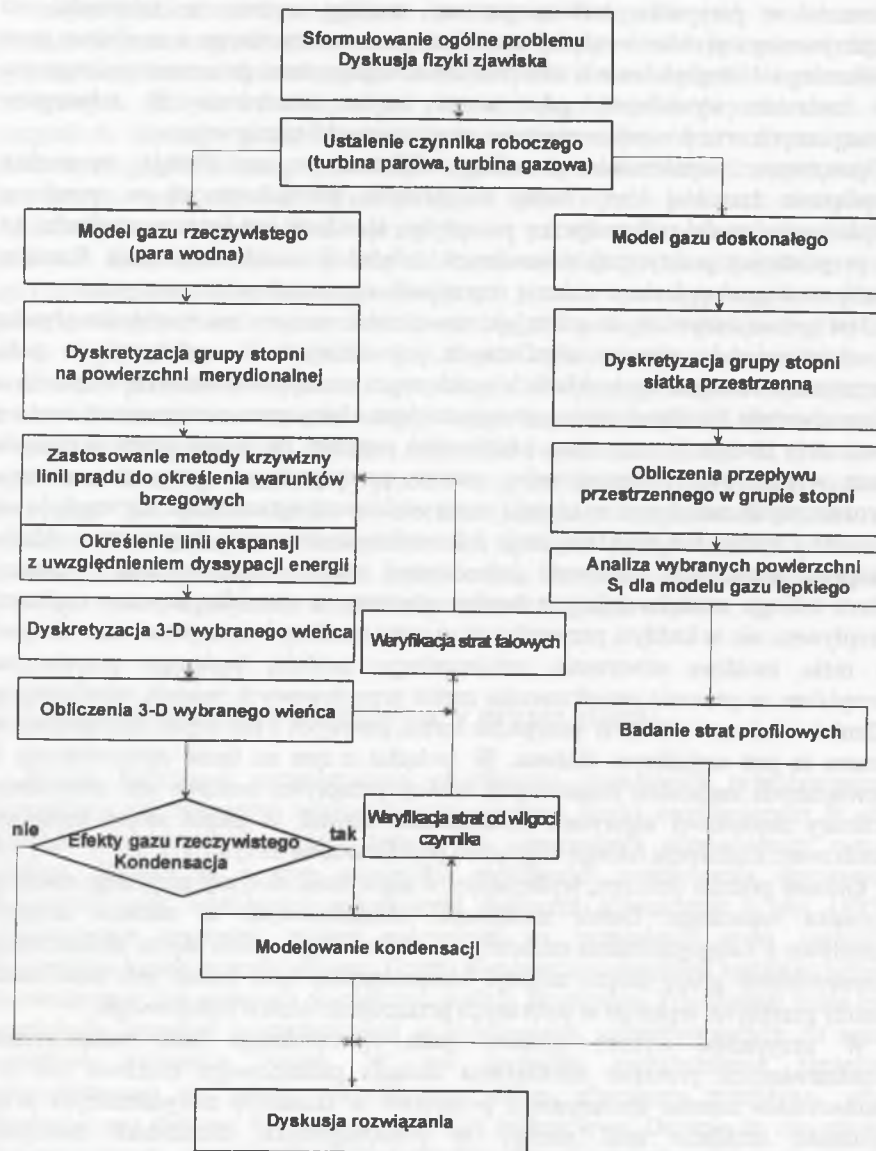 Sformułowanie ogólne problemu
Dyskusja fizyki zjawiska
Ustalenie czynnika roboczego
(turbina parowa, turbina gazowa)
Model gazu rzeczywistego
(para wodna)
Model gazu doskonałego
Dyskretyzacja grupy stopni
na powierzchni merydionalnej
Dyskretyzacja grupy stopni
siatką przestrzenną
Zastosowanie metody krzywizny
linii prądu do określenia warunków
brzegowych
Obliczenia przepływu
przestrzennego w grupie stopni
Określenie linii ekspansji
z uwzględnieniem dyssypacji energii
Analiza wybranych powierzchni
S₁ dla modelu gazu lepkiego
Dyskretyzacja 3-D wybranego wieńca
Weryfikacja strat falowych
Obliczenia 3-D wybranego wieńca
Badanie strat profilowych
nie
Efekty gazu rzeczywistego
Kondensacja
tak
Weryfikacja strat od wilgoci
czynnika
Modelowanie kondensacji
Dyskusja rozwiązania